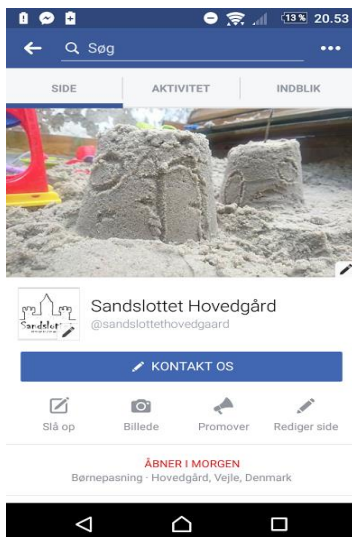 13 % 20.53
Søg
SIDE AKTIVITET INDBLIK
Sandslottet Hovedgård
@sandslottethovedgaard
KONTAKT OS
Slå op Billede Promover Rediger side
ÅBNER I MORGEN
Børnepasning · Hovedgård, Vejle, Denmark